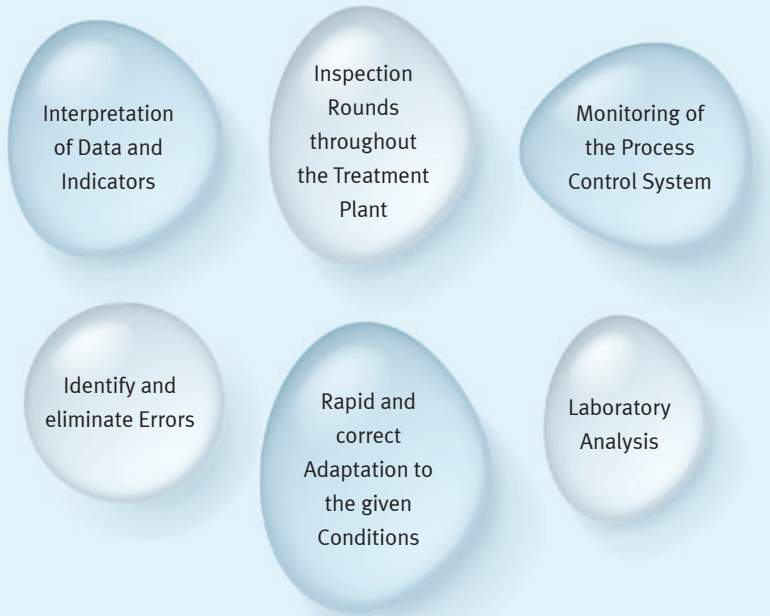 Interpretation
of Data and
Indicators
Inspection
Rounds
throughout
the Treatment
Plant
Monitoring of
the Process
Control System
Identify and
eliminate Errors
Rapid and
correct
Adaptation to
the given
Conditions
Laboratory
Analysis